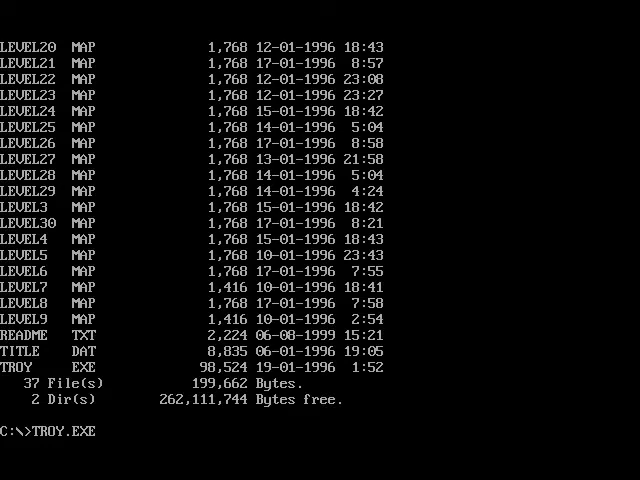 LEVEL20  MAP              1,768 12-01-1996 18:43
LEVEL21  MAP              1,768 17-01-1996  8:57
LEVEL22  MAP              1,768 12-01-1996 23:08
LEVEL23  MAP              1,768 12-01-1996 23:27
LEVEL24  MAP              1,768 15-01-1996 18:42
LEVEL25  MAP              1,768 14-01-1996  5:04
LEVEL26  MAP              1,768 17-01-1996  8:58
LEVEL27  MAP              1,768 13-01-1996 21:58
LEVEL28  MAP              1,768 14-01-1996  5:04
LEVEL29  MAP              1,768 14-01-1996  4:24
LEVEL3   MAP              1,768 15-01-1996 18:42
LEVEL30  MAP              1,768 17-01-1996  8:21
LEVEL4   MAP              1,768 15-01-1996 18:43
LEVEL5   MAP              1,768 10-01-1996 23:43
LEVEL6   MAP              1,768 17-01-1996  7:55
LEVEL7   MAP              1,416 10-01-1996 18:41
LEVEL8   MAP              1,768 17-01-1996  7:58
LEVEL9   MAP              1,416 10-01-1996  2:54
README   TXT              2,224 06-08-1999 15:21
TITLE    DAT              8,835 06-01-1996 19:05
TROY     EXE             98,524 19-01-1996  1:52
   37 File(s)           199,662 Bytes.
    2 Dir(s)        262,111,744 Bytes free.
C:\>TROY.EXE